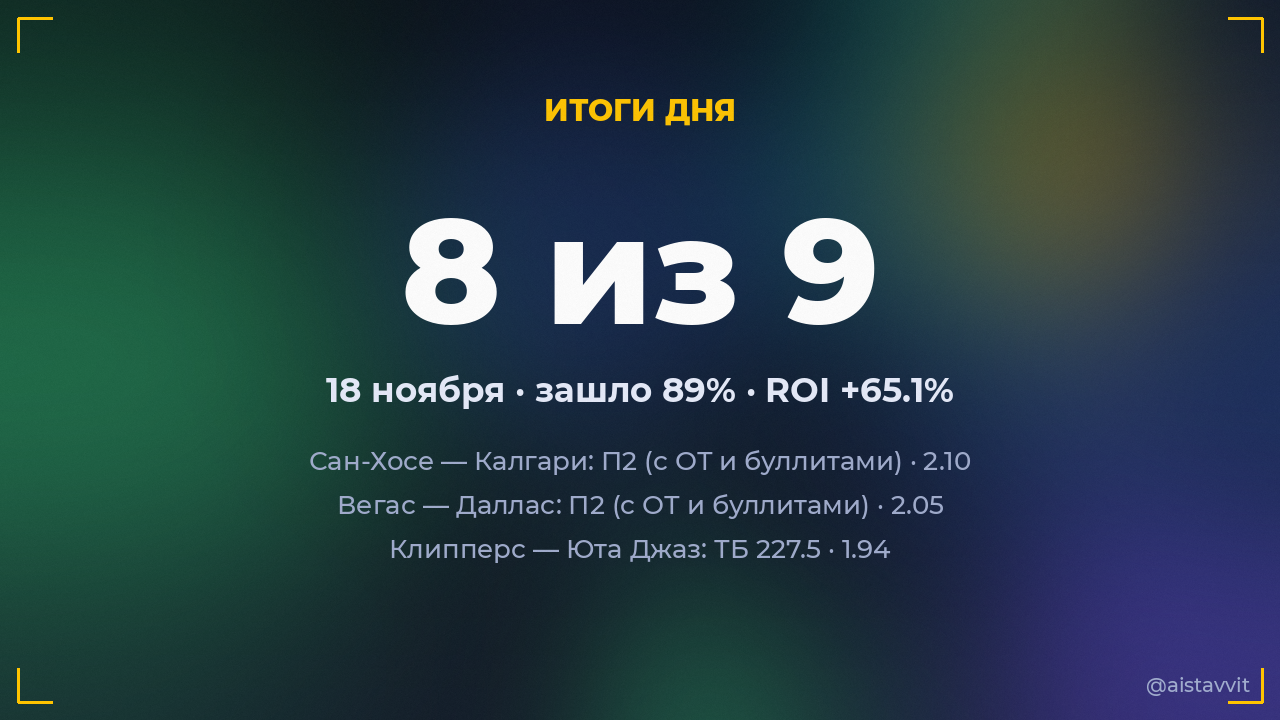 ИТОГИ ДНЯ
8 из 9
18 ноября · зашло 89% · ROI +65.1%
Сан-Хосе — Калгари: П2 (с ОТ и буллитами) · 2.10
Вегас — Даллас: П2 (с ОТ и буллитами) · 2.05
Клипперс — Юта Джаз: ТБ 227.5 · 1.94
@aistavvit